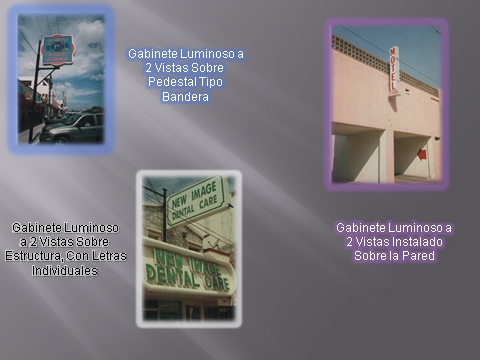 Gabinete Luminoso a
2 Vistas Sobre
Pedestal Tipo
Bandera
MOTEL
NEW IMAGE
DENTAL CARE
NEW IMAGE
DENTAL CARE
Gabinete Luminoso
a 2 Vistas Sobre
Estructura, Con Letras
Individuales
Gabinete Luminoso a
2 Vistas Instalado
Sobre la Pared